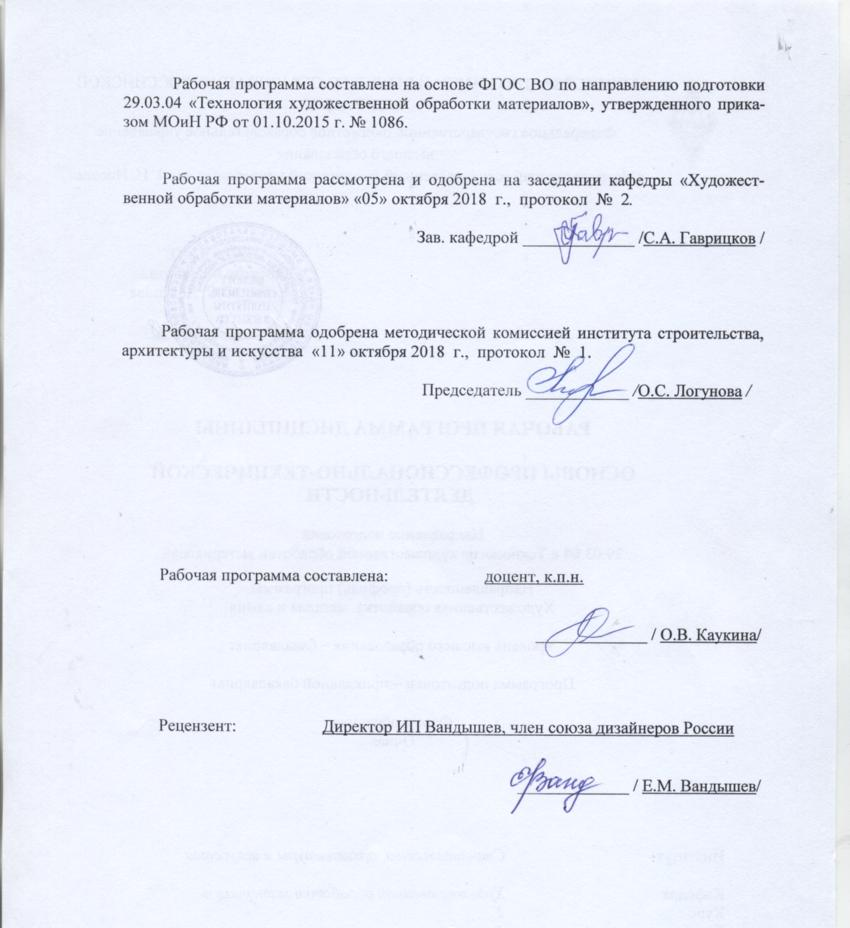 Рабочая программа составлена на основе ФГОС ВО по направлению подготовки
29.03.04 «Технология художественной обработки материалов», утвержденного прика-
зом МОиН РФ от 01.10.2015 г. № 1086.
Рабочая программа рассмотрена и одобрена на заседании кафедры «Художест-
венной обработки материалов» «05» октября 2018 г., протокол № 2.
Зав. кафедрой ____________ /С.А. Гаврицков /
Рабочая программа одобрена методической комиссией института строительства,
архитектуры и искусства «11» октября 2018 г., протокол № 1.
Председатель ____________ /О.С. Логунова /
Рабочая программа составлена: доцент, к.п.н.
____________ / О.В. Каукина/
Рецензент: Директор ИП Вандышев, член союза дизайнеров России
____________ / Е.М. Вандышев/